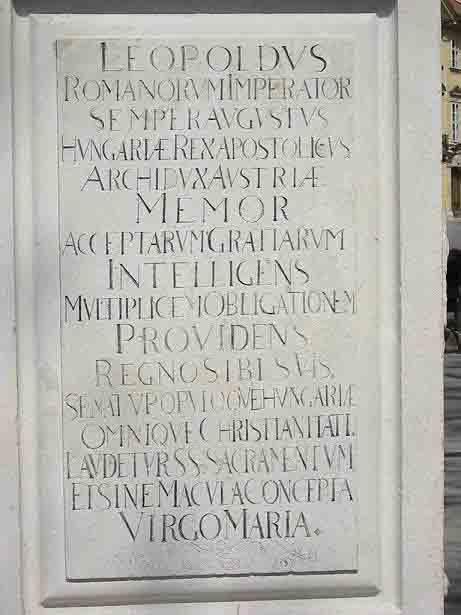 LEOPOLDVS
ROMANORVM IMPERATOR
SEMPER AVGVSTVS
HVNGARIÆ REX APOSTOLICVS
ARCHIDVX AVSTRIÆ
MEMOR
ACCEPTARVM GRATIARVM
INTELLIGENS
MVLTIPLICEM OBLIGATIONEM
PROVIDENS
REGNO SIBI SVIS.
SENATVI POPVLOQVE HVNGARIÆ
OMNIQVE CHRISTIANITATI.
LAVDETVR SS. SACRAMENTVM
ET SINE MACVLA CONCEPTA
VIRGO MARIA.